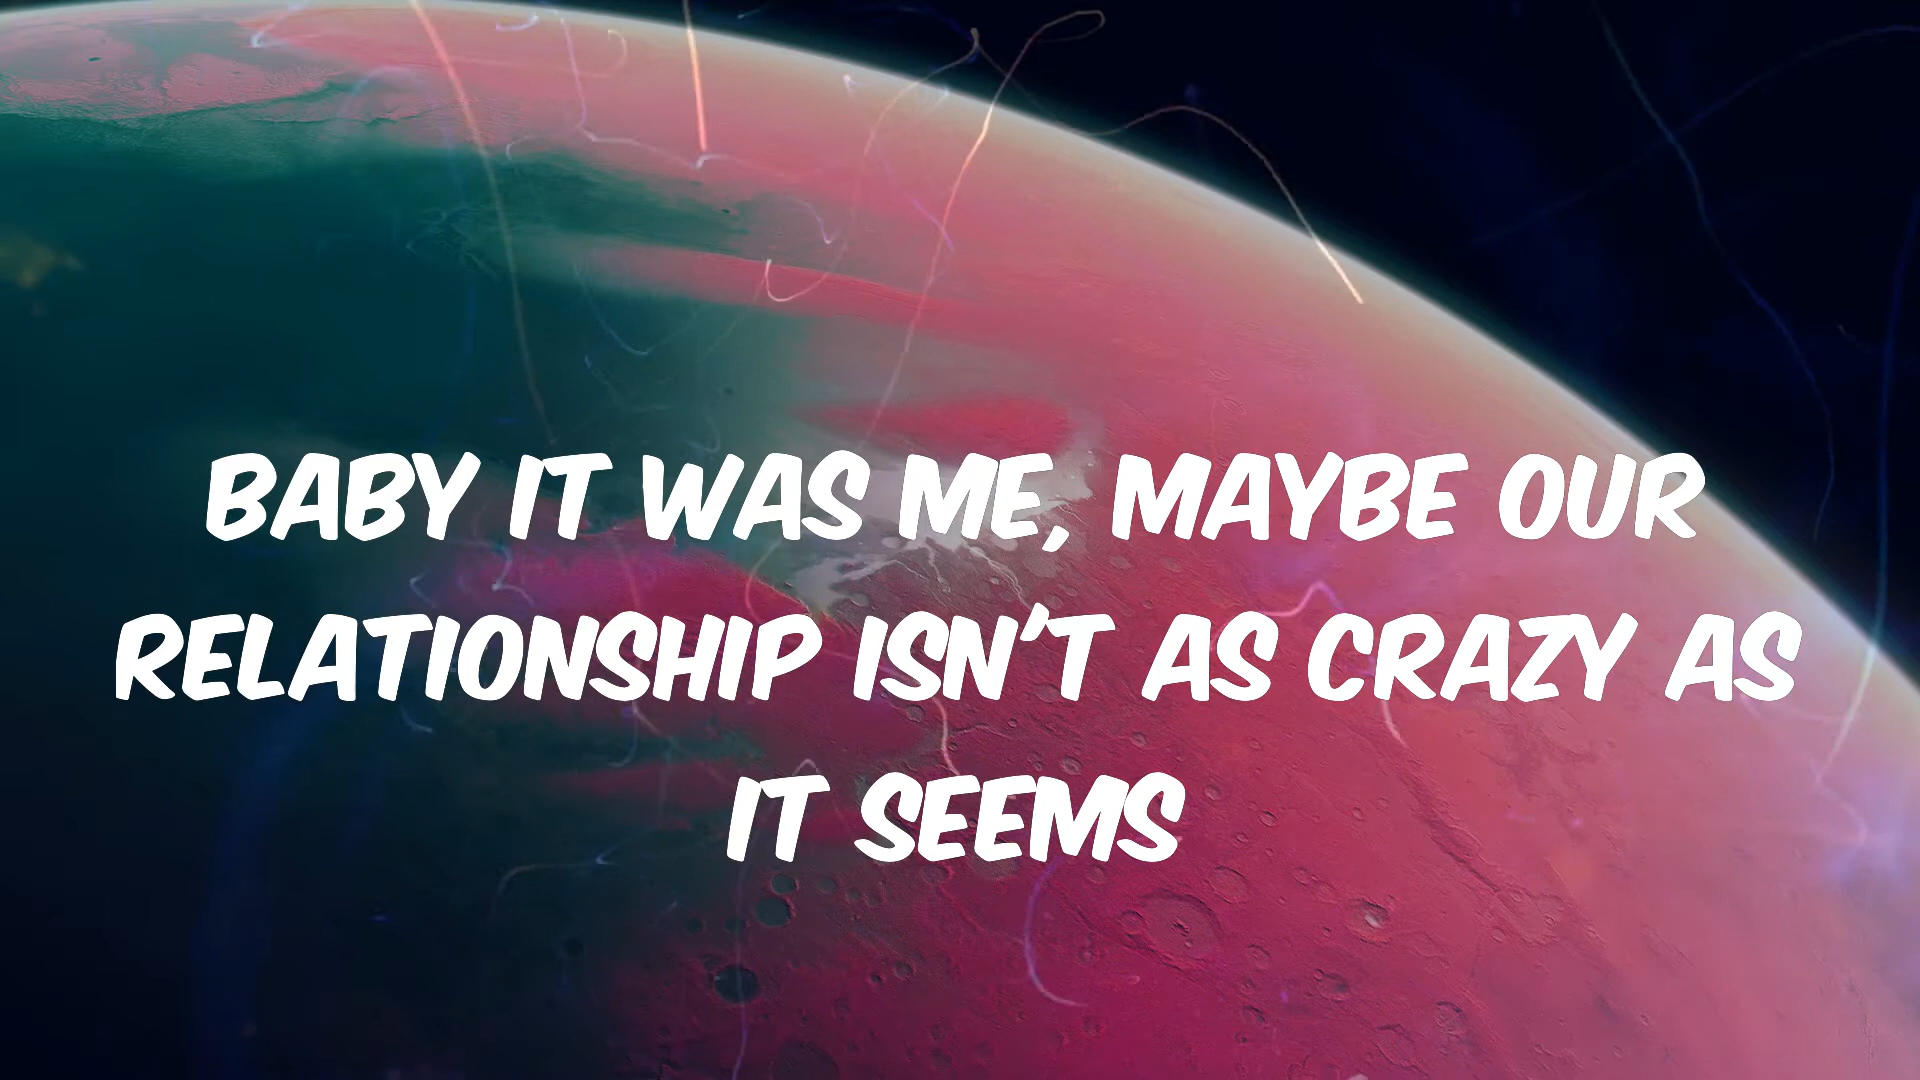 BABY IT WAS ME, MAYBE OUR
RELATIONSHIP ISN'T AS CRAZY AS
IT SEEMS